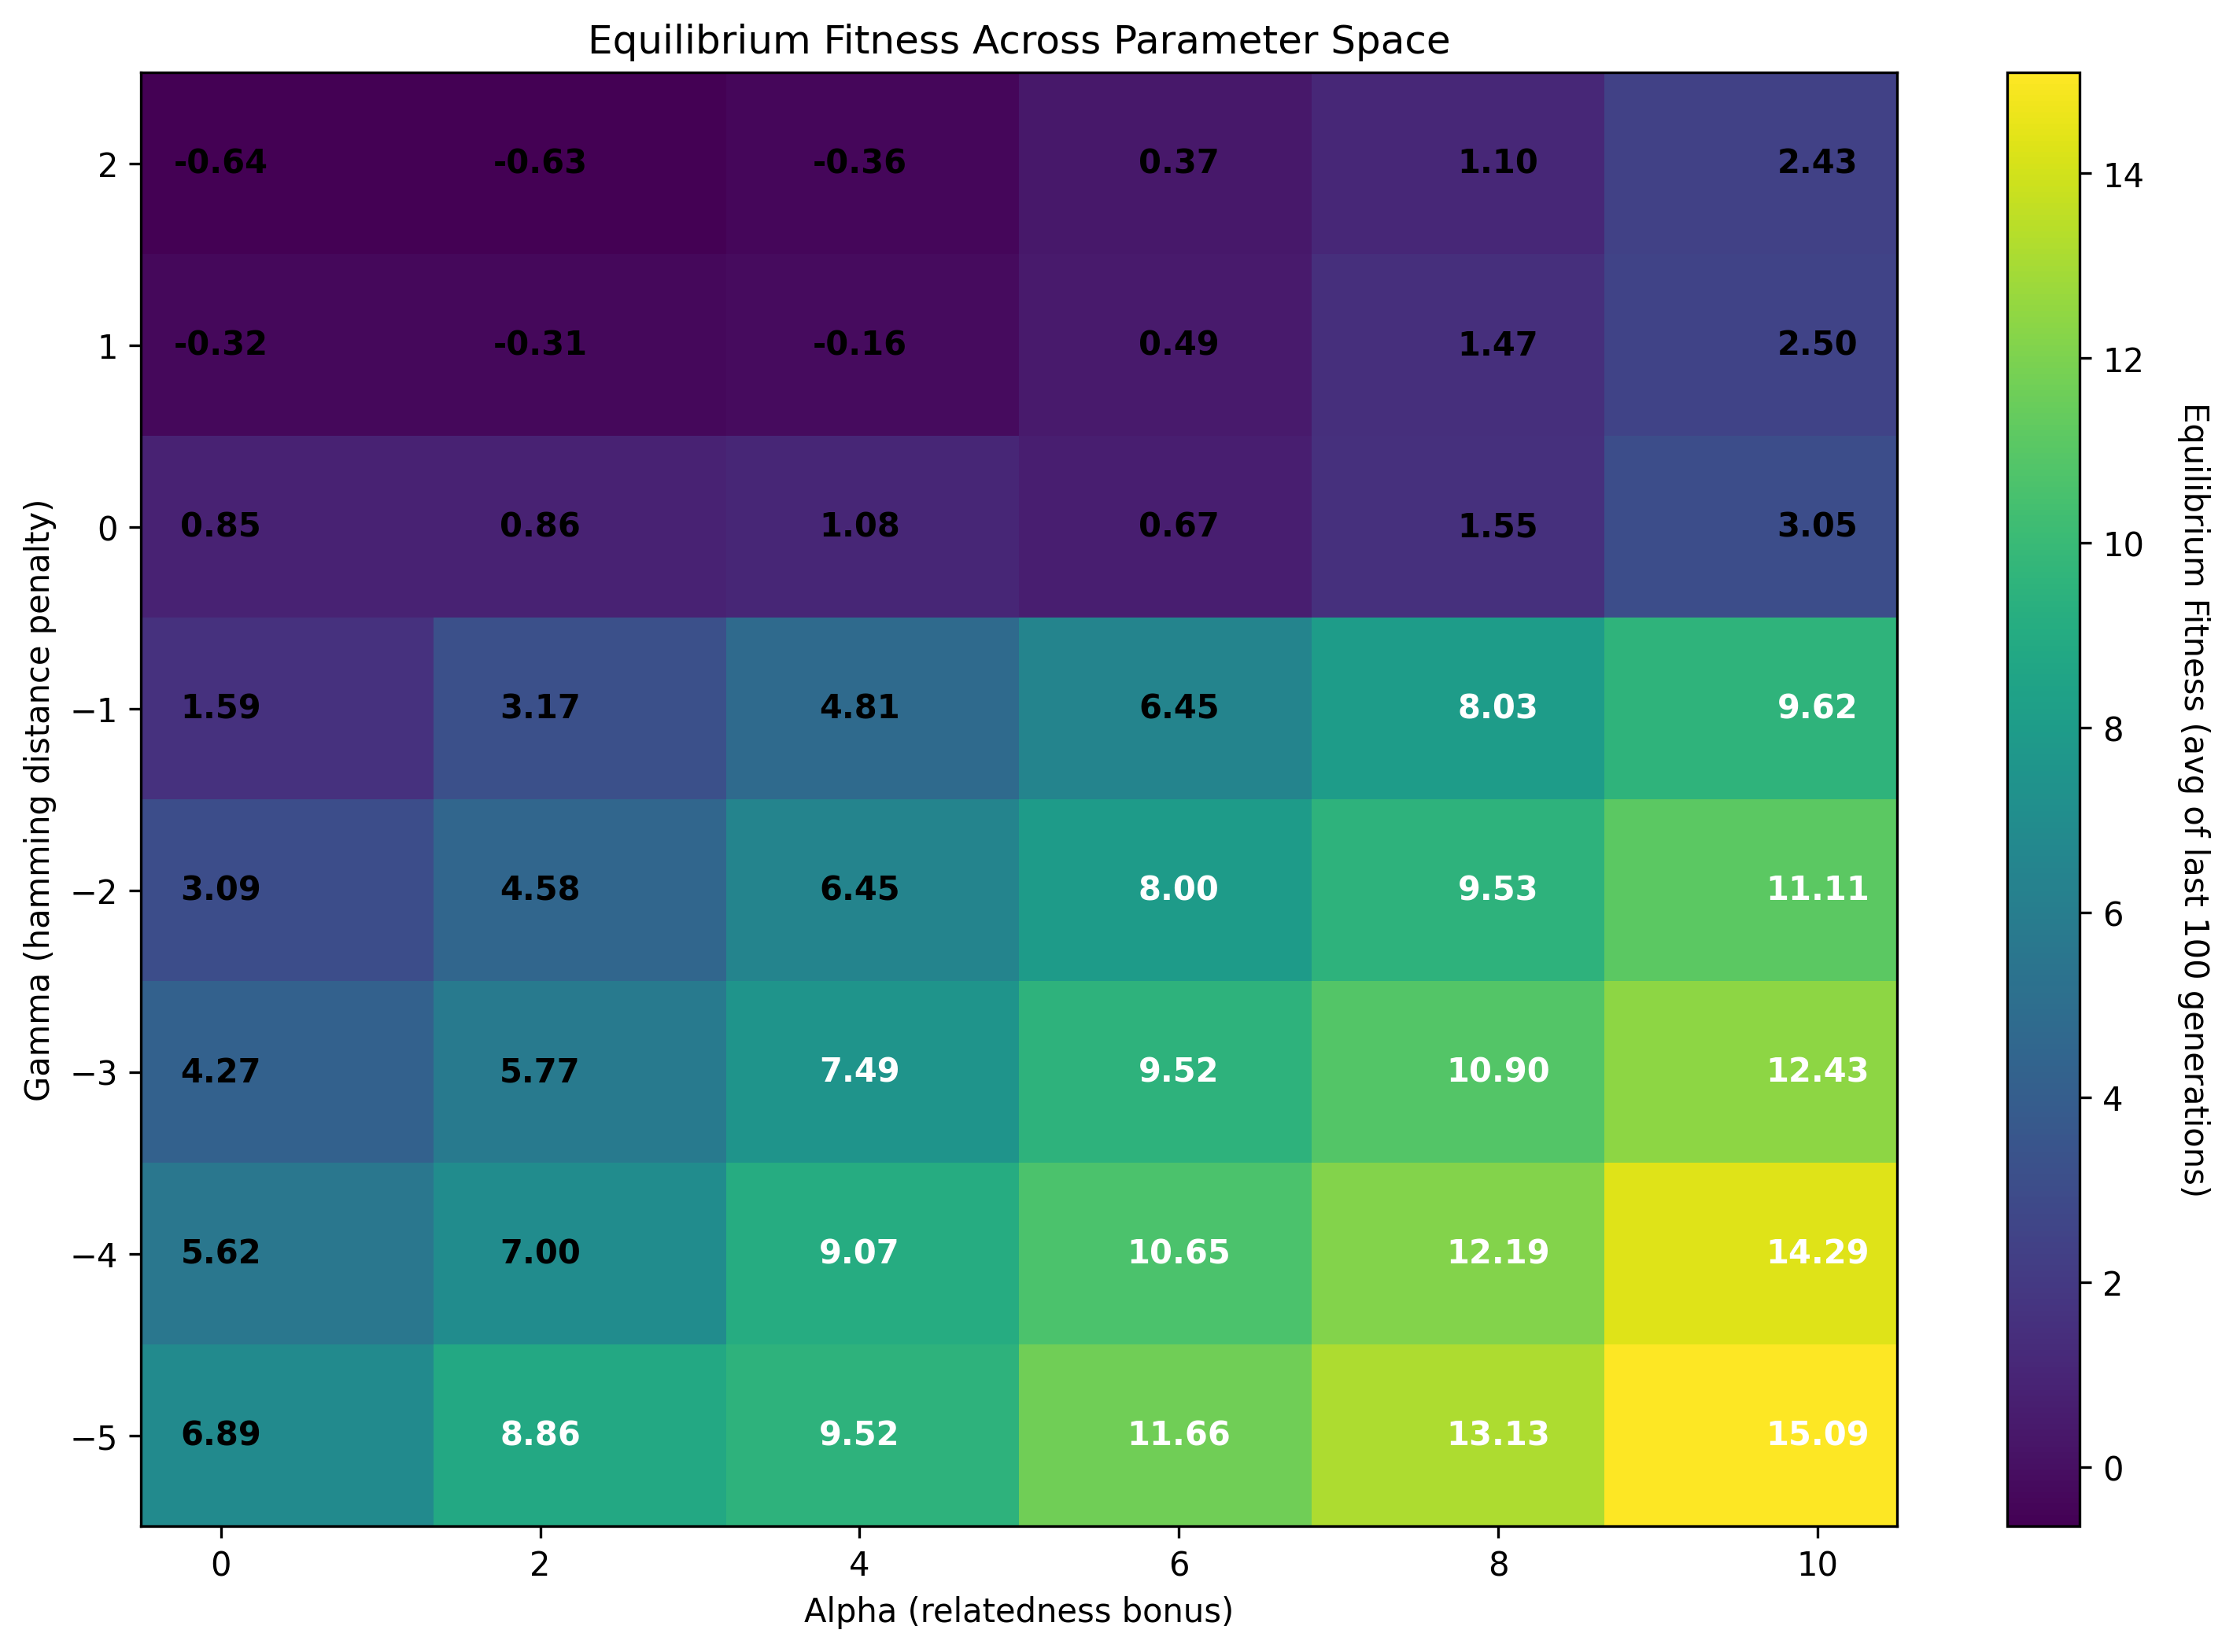 Equilibrium Fitness Across Parameter Space
Gamma (hamming distance penalty)
2 -0.64 -0.63 -0.36 0.37 1.10 2.43
1 -0.32 -0.31 -0.16 0.49 1.47 2.50
0 0.85 0.86 1.08 0.67 1.55 3.05
−1 1.59 3.17 4.81 6.45 8.03 9.62
−2 3.09 4.58 6.45 8.00 9.53 11.11
−3 4.27 5.77 7.49 9.52 10.90 12.43
−4 5.62 7.00 9.07 10.65 12.19 14.29
−5 6.89 8.86 9.52 11.66 13.13 15.09
0 2 4 6 8 10
Alpha (relatedness bonus)
14
12
10
8
6
4
2
0
Equilibrium Fitness (avg of last 100 generations)